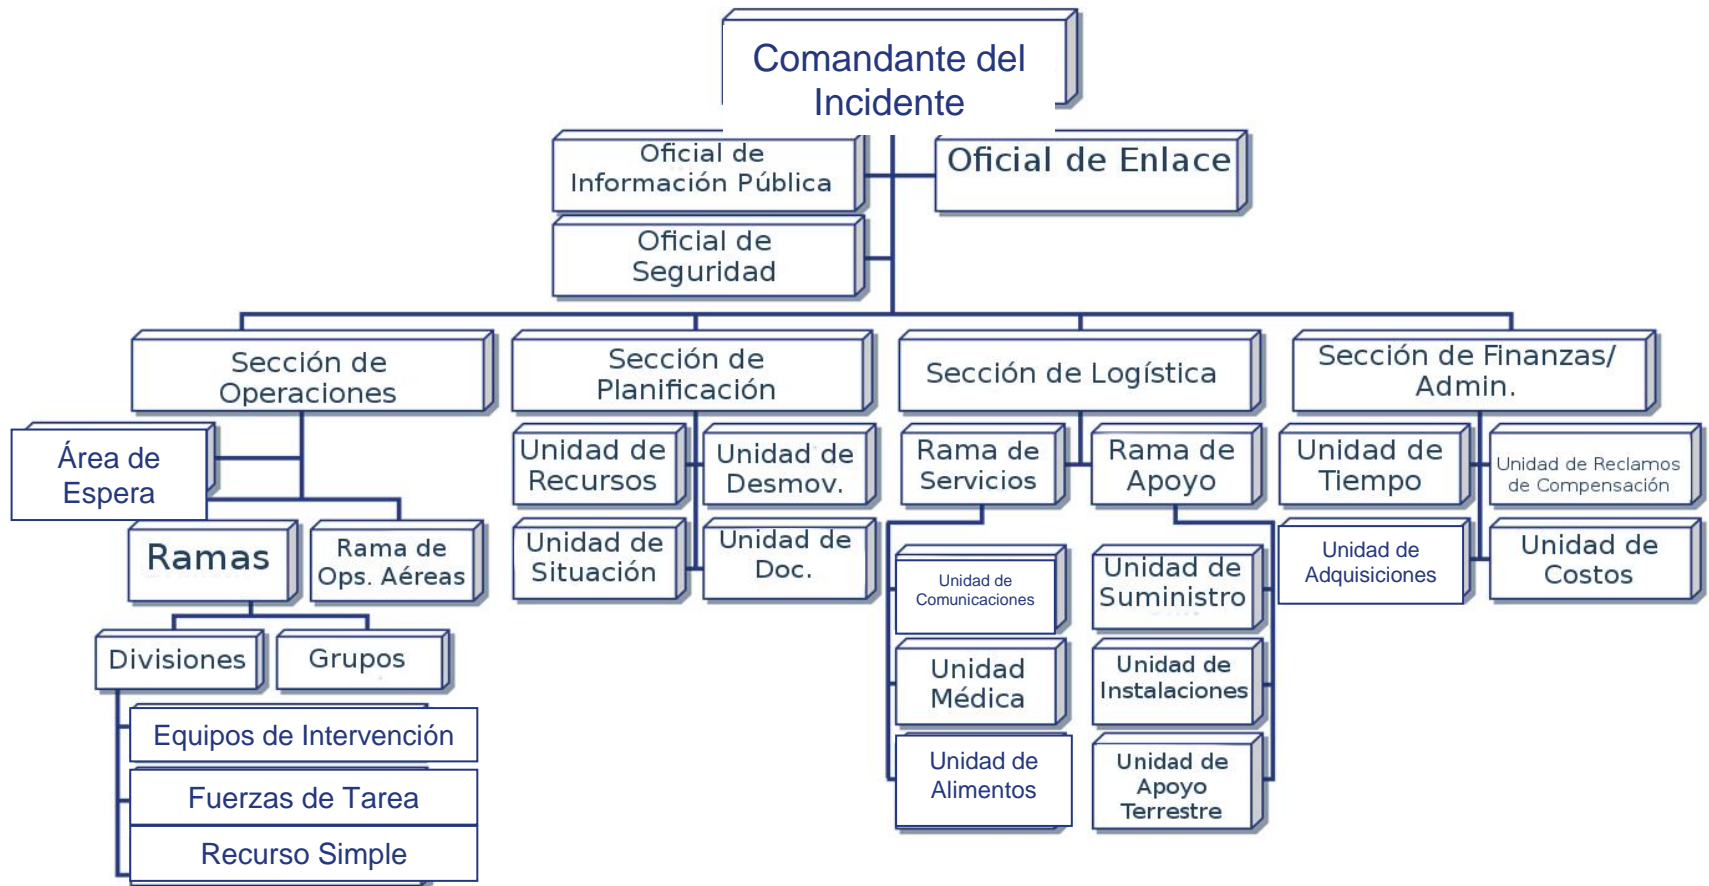 Comandante del
Incidente
Oficial de
Información Pública
Oficial de Enlace
Oficial de
Seguridad
Sección de
Operaciones
Sección de
Planificación
Sección de Logística
Sección de Finanzas/
Admin.
Área de
Espera
Unidad de
Recursos
Unidad de
Desmov.
Rama de
Servicios
Rama de
Apoyo
Unidad de
Tiempo
Unidad de Reclamos
de Compensación
Ramas
Rama de
Ops. Aéreas
Unidad de
Situación
Unidad de
Doc.
Unidad de
Comunicaciones
Unidad de
Suministro
Unidad de
Adquisiciones
Unidad de
Costos
Divisiones
Grupos
Unidad
Médica
Unidad de
Instalaciones
Equipos de Intervención
Unidad de
Alimentos
Unidad de
Apoyo
Terrestre
Fuerzas de Tarea
Recurso Simple